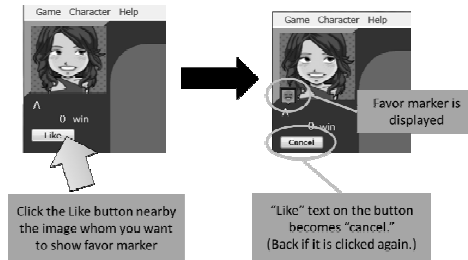 Game Character Help
Λ
0 win
Like
Click the Like button nearby
the image whom you want
to show favor marker
Game Character Help
Λ
0 win
Cancel
Favor marker is
displayed
“Like” text on the button
becomes “cancel.”
(Back if it is clicked again.)